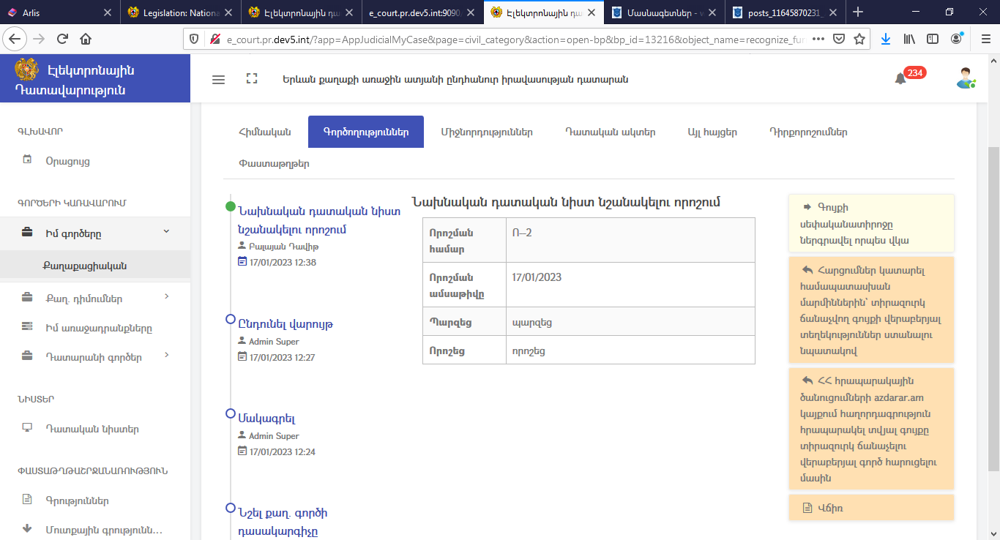 Arlis
Legislation: Nationa
Էլեկտրոնային դա
e_court.pr.dev5.int:9090/
Էլեկտրոնային դա
Մասնագետներ - w
posts_11645870231_
e_court.pr.dev5.int/?app=AppJudicialMyCase&page=civil_category&action=open-bp&bp_id=13216&object_name=recognize_fun
Էլեկտրոնային
Դատավարություն
Երևան քաղաքի առաջին ատյանի ընդհանուր իրավասության դատարան
234
ԳԼԽԱՎՈՐ
Օրացույց
ԳՈՐԾԵՐԻ ԿԱՌԱՎԱՐՈՒՄ
Իմ գործերը
Քաղաքացիական
Քաղ. դիմումներ
Իմ առաջադրանքները
Դատարանի գործեր
ՆԻՍՏԵՐ
Դատական նիստեր
ՓԱՍՏԱԹՂԹԱՇՐՋԱՆԱՌՈՒԹՅՈՒՆ
Գրություններ
Մուտքային գրությունն...
Հիմնական
Գործողություններ
Միջնորդություններ
Դատական ակտեր
Այլ հայցեր
Դիրքորոշումներ
Փաստաթղթեր
Նախնական դատական նիստ
նշանակելու որոշում
Բալայան Դավիթ
17/01/2023 12:38
Ընդունել վարույթ
Admin Super
17/01/2023 12:27
Մակագրել
Admin Super
17/01/2023 12:24
Նշել քաղ. գործի
դասակարգիչը
Նախնական դատական նիստ նշանակելու որոշում
Որոշման
համար
Ո--2
Որոշման
ամսաթիվը
17/01/2023
Պարզեց
պարզեց
Որոշեց
որոշեց
Գույքի
սեփականատիրոջը
ներգրավել որպես վկա
Հարցումներ կատարել
համապատասխան
մարմիններին՝ տիրազուրկ
ճանաչվող գույքի վերաբերյալ
տեղեկություններ ստանալու
նպատակով
ՀՀ հրապարակային
ծանուցումների azdarar.am
կայքում հաղորդագրություն
հրապարակել տվյալ գույքը
տիրազուրկ ճանաչելու
վերաբերյալ գործ հարուցելու
մասին
Վճիռ